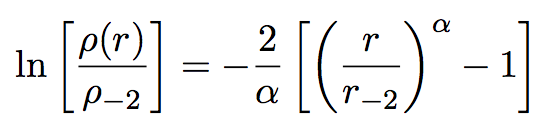 ln [ρ(r)/ρ₋₂] = −2/α [(r/r₋₂)^α − 1]